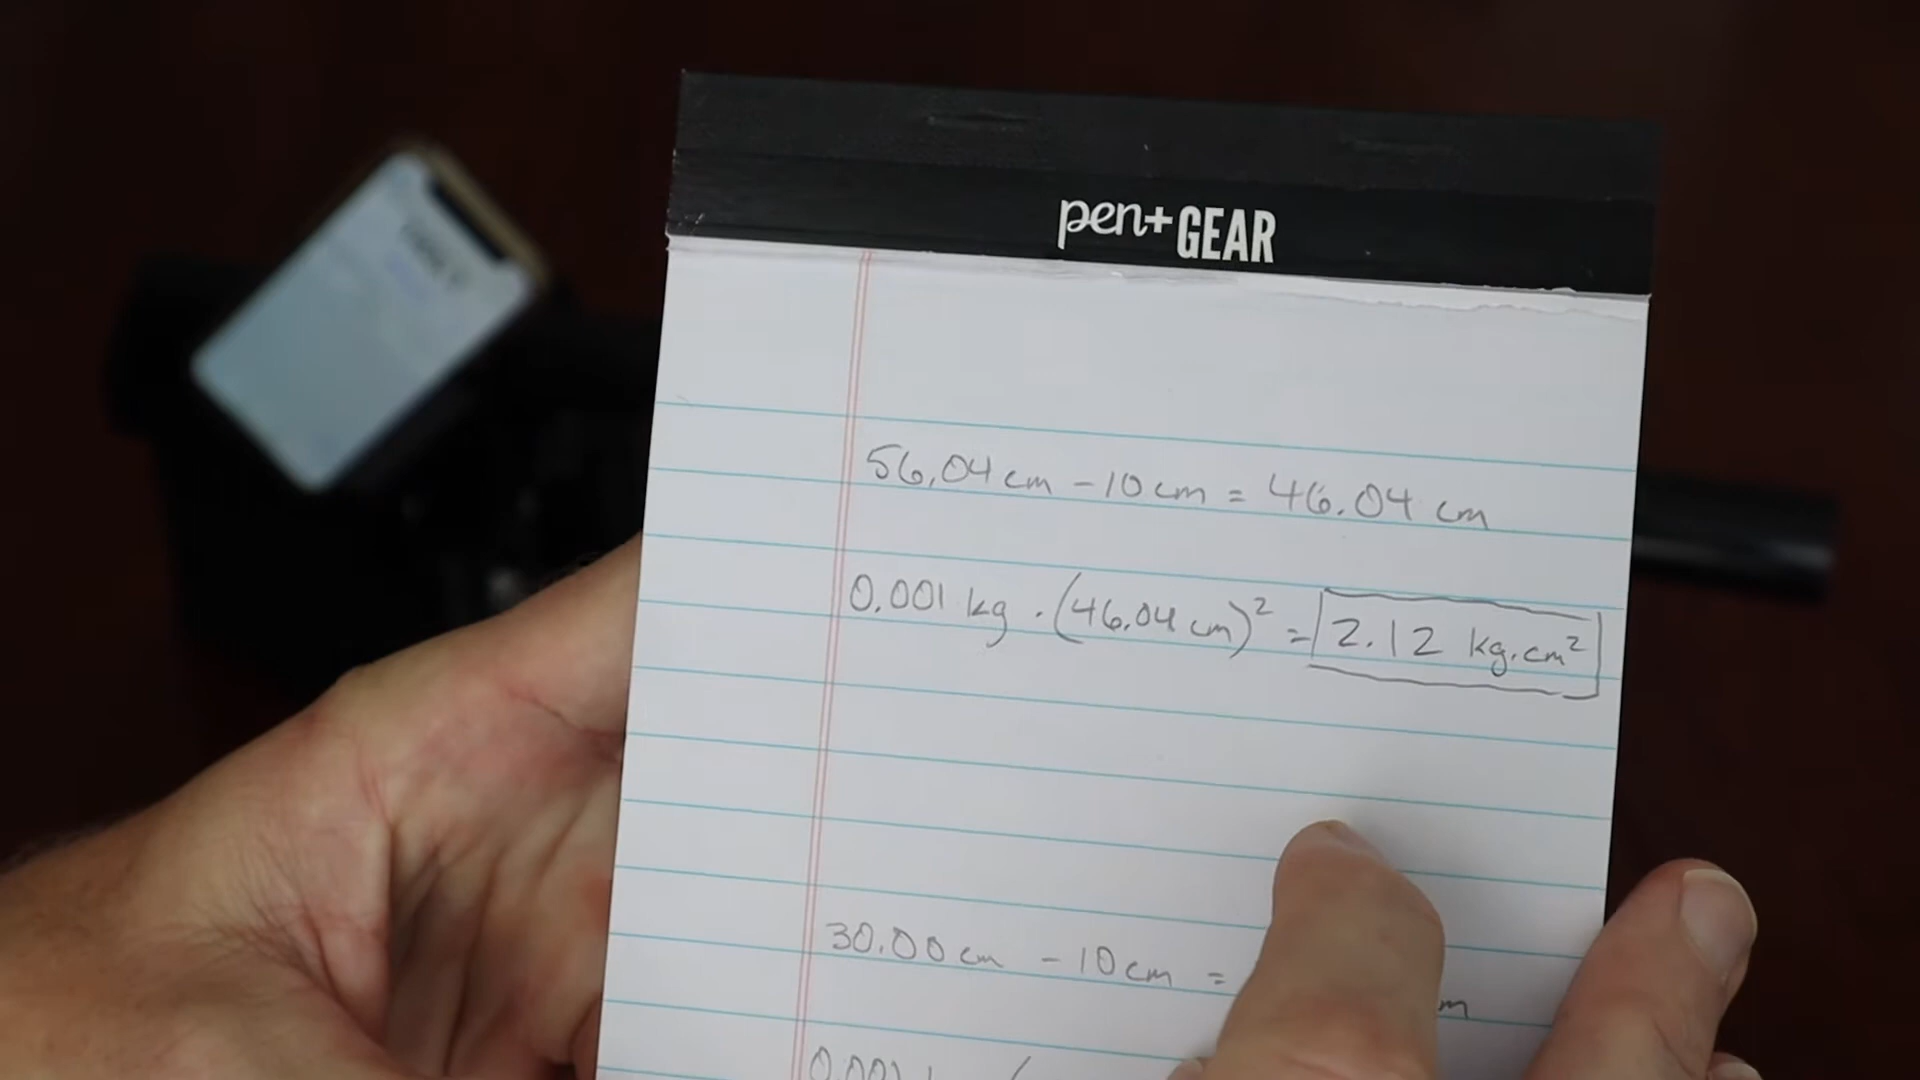 pen+GEAR
56.04 cm - 10 cm = 46.04 cm
0.001 kg · (46.04 cm)² = 2.12 kg.cm²
30.00 cm - 10 cm = m